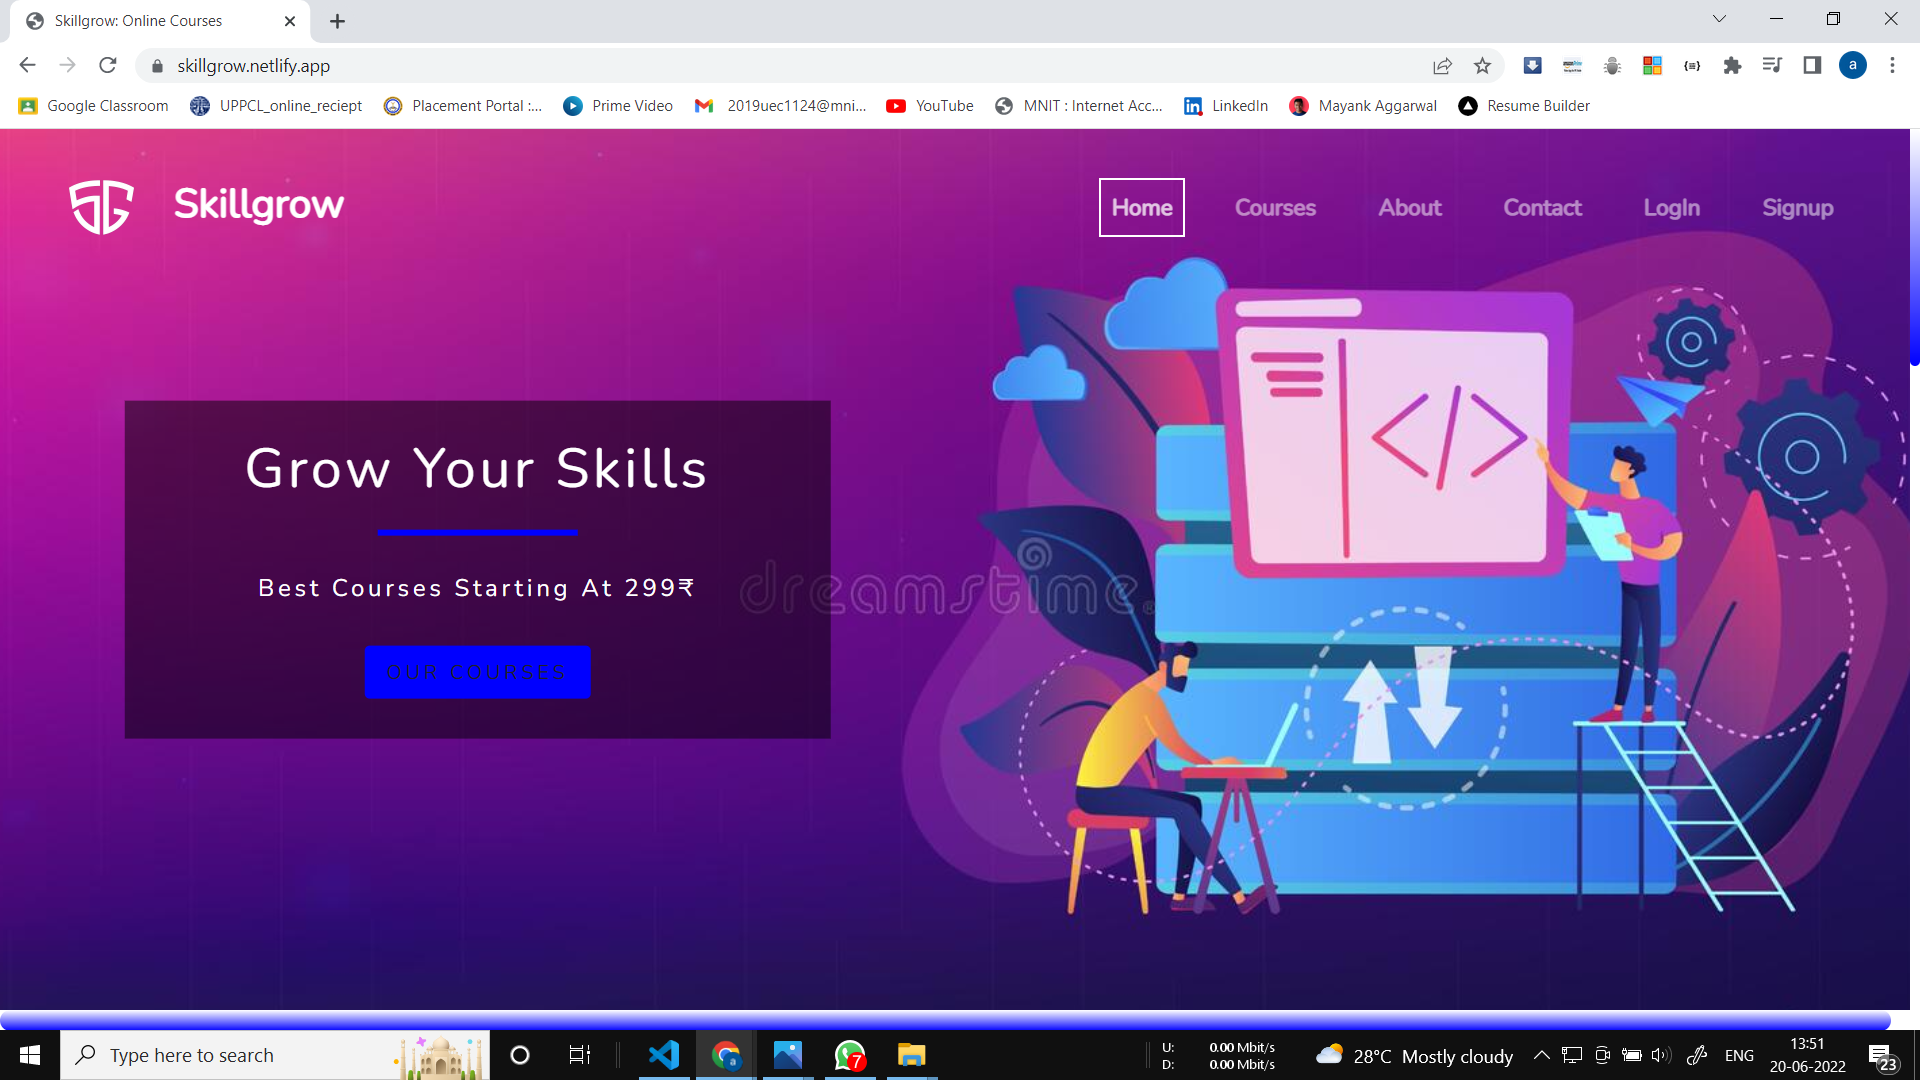 Skillgrow: Online Courses
skillgrow.netlify.app
a
Google Classroom
UPPCL_online_reciept
Placement Portal :...
Prime Video
2019uec1124@mni...
YouTube
MNIT : Internet Acc...
LinkedIn
Mayank Aggarwal
Resume Builder
SG Skillgrow
Home Courses About Contact LogIn Signup
</>
Grow Your Skills
Best Courses Starting At 299₹
OUR COURSES
dreamstime.
Type here to search
a
7
U: 0.00 Mbit/s
D: 0.00 Mbit/s
28°C Mostly cloudy
ENG
13:51
20-06-2022
23